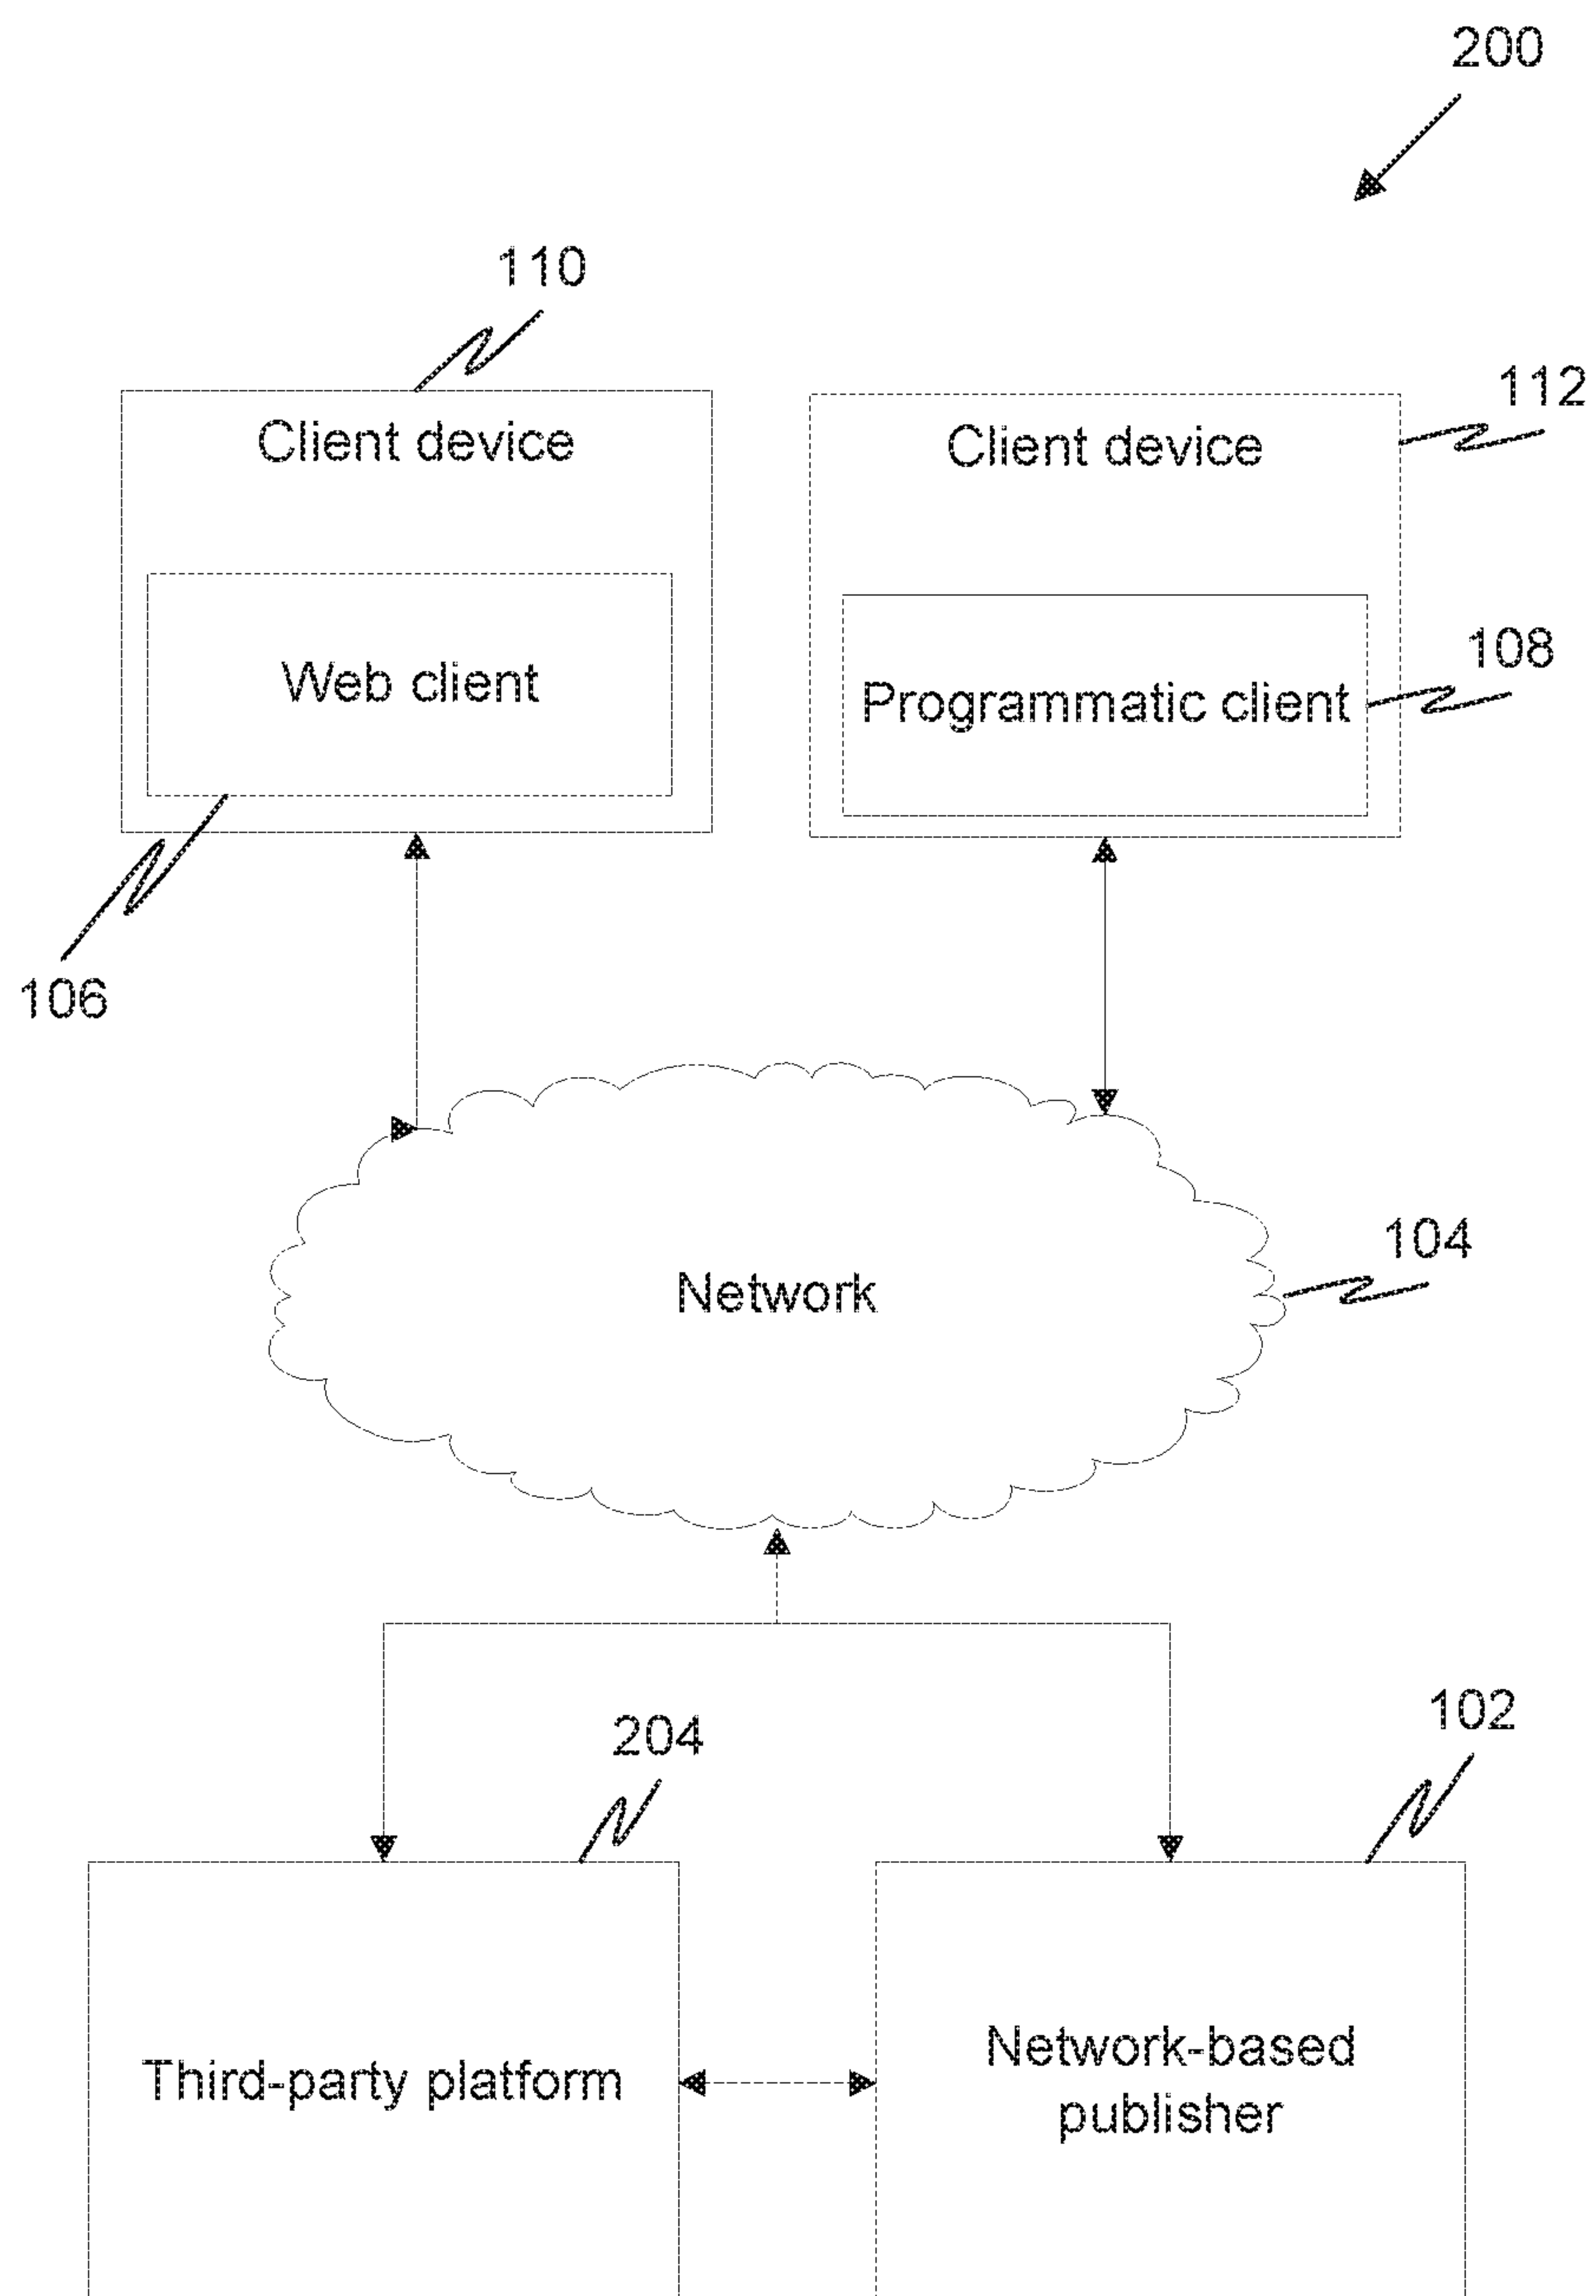 200
110
112
Client device
Client device
108
Web client
Programmatic client
106
104
Network
204
102
Third-party platform
Network-based
publisher